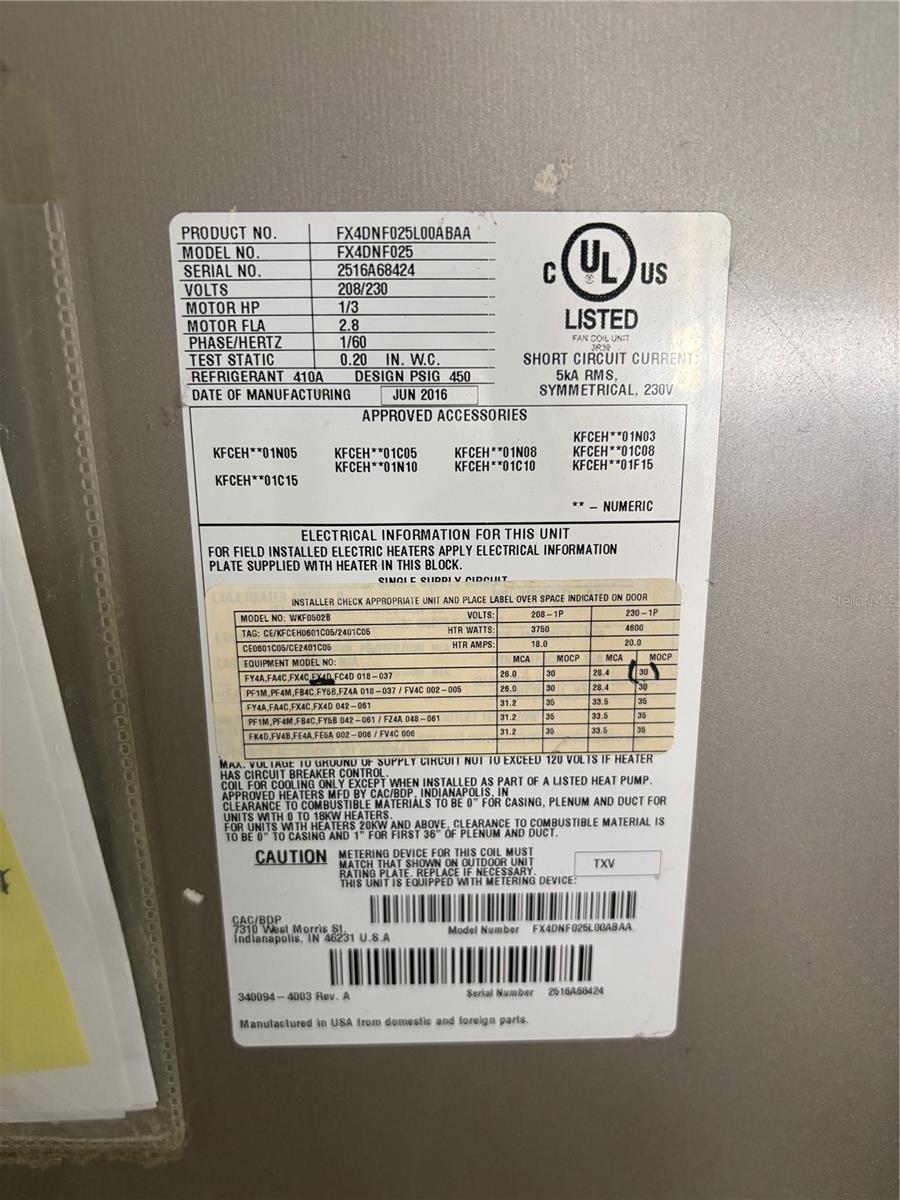 PRODUCT NO. FX4DNF025L00ABAA
MODEL NO. FX4DNF025
SERIAL NO. 2516A68424
VOLTS 208/230
MOTOR HP 1/3
MOTOR FLA 2.8
PHASE/HERTZ 1/60
TEST STATIC 0.20 IN. W.C.
REFRIGERANT 410A DESIGN PSIG 450
DATE OF MANUFACTURING JUN 2016
C UL US
LISTED
FAN COIL UNIT
3R39
SHORT CIRCUIT CURRENT:
5kA RMS,
SYMMETRICAL, 230V
APPROVED ACCESSORIES
KFCEH**01N03
KFCEH**01N05 KFCEH**01C05 KFCEH**01N08 KFCEH**01C08
KFCEH**01N10 KFCEH**01C10 KFCEH**01F15
KFCEH**01C15
** - NUMERIC
ELECTRICAL INFORMATION FOR THIS UNIT
FOR FIELD INSTALLED ELECTRIC HEATERS APPLY ELECTRICAL INFORMATION
PLATE SUPPLIED WITH HEATER IN THIS BLOCK.
SINGLE SUPPLY CIRCUIT
INSTALLER CHECK APPROPRIATE UNIT AND PLACE LABEL OVER SPACE INDICATED ON DOOR
MODEL NO: WKF0502B VOLTS: 208-1P 230-1P
TAG: CE/KFCEH0601C05/2401C05 HTR WATTS: 3750 4600
CE0601C05/CE2401C05 HTR AMPS: 18.0 20.0
EQUIPMENT MODEL NO: MCA MOCP MCA MOCP
FY4A,FA4C,FX4C,FX4D,FC4D 018-037 26.0 30 28.4 30
PF1M,PF4M,FB4C,FY5B,FZ4A 018-037 / FV4C 002-005 26.0 30 28.4 30
FY4A,FA4C,FX4C,FX4D 042-061 31.2 35 33.5 35
PF1M,PF4M,FB4C,FY5B 042-061 / FZ4A 048-061 31.2 35 33.5 35
FK4D,FV4B,FE4A,FE5A 002-006 / FV4C 006 31.2 35 33.5 35
MAX. VOLTAGE TO GROUND OF SUPPLY CIRCUIT NOT TO EXCEED 120 VOLTS IF HEATER
HAS CIRCUIT BREAKER CONTROL.
COIL FOR COOLING ONLY EXCEPT WHEN INSTALLED AS PART OF A LISTED HEAT PUMP.
APPROVED HEATERS MFD BY CAC/BDP, INDIANAPOLIS, IN
CLEARANCE TO COMBUSTIBLE MATERIALS TO BE 0" FOR CASING, PLENUM AND DUCT FOR
UNITS WITH 0 TO 18KW HEATERS.
FOR UNITS WITH HEATERS 20KW AND ABOVE, CLEARANCE TO COMBUSTIBLE MATERIAL IS
TO BE 0" TO CASING AND 1" FOR FIRST 36" OF PLENUM AND DUCT.
CAUTION METERING DEVICE FOR THIS COIL MUST
MATCH THAT SHOWN ON OUTDOOR UNIT
RATING PLATE. REPLACE IF NECESSARY.
THIS UNIT IS EQUIPPED WITH METERING DEVICE: TXV
CAC/BDP
7310 West Morris St.
Indianapolis, IN 46231 U.S.A
Model Number FX4DNF025L00ABAA
340094-4003 Rev. A
Serial Number 2516A68424
Manufactured in USA from domestic and foreign parts.
StellarMLS